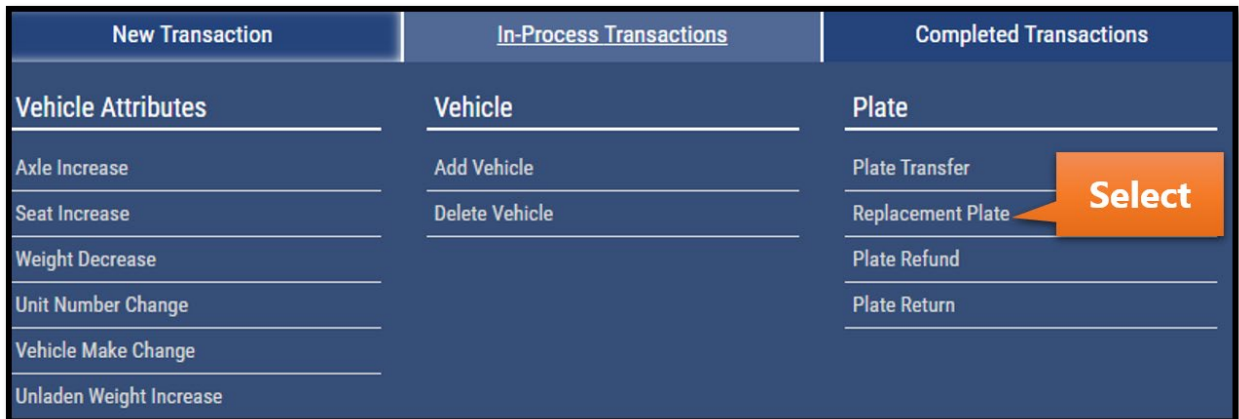 New Transaction
In-Process Transactions
Completed Transactions
Vehicle Attributes
Axle Increase
Seat Increase
Weight Decrease
Unit Number Change
Vehicle Make Change
Unladen Weight Increase
Vehicle
Add Vehicle
Delete Vehicle
Plate
Plate Transfer
Replacement Plate
Select
Plate Refund
Plate Return